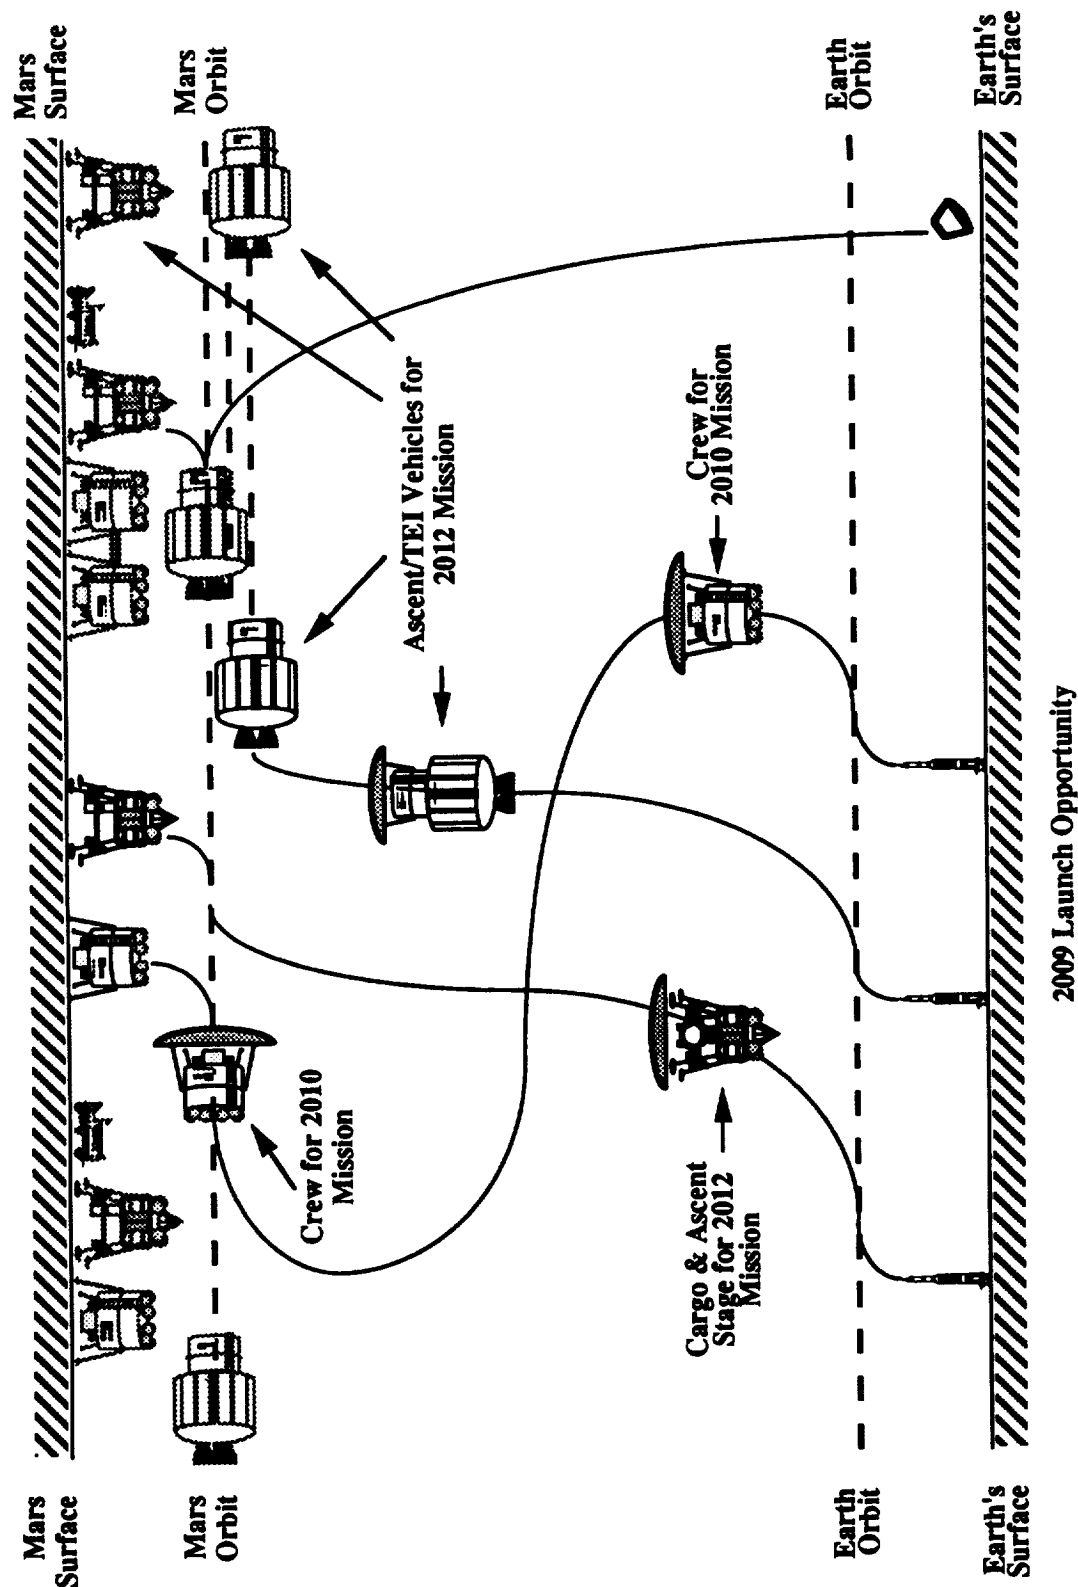 Mars
Surface
Mars
Surface
Mars
Orbit
Mars
Orbit
Crew for 2010
Mission
Ascent/TEI Vehicles for
2012 Mission
Cargo & Ascent
Stage for 2012
Mission
Crew for
2010 Mission
Earth
Orbit
Earth
Orbit
Earth's
Surface
Earth's
Surface
2009 Launch Opportunity